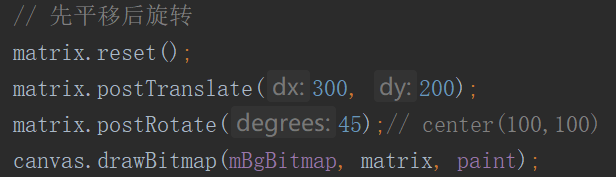 // 先平移后旋转
matrix.reset();
matrix.postTranslate( dx: 300, dy: 200);
matrix.postRotate( degrees: 45);// center(100,100)
canvas.drawBitmap(mBgBitmap, matrix, paint);